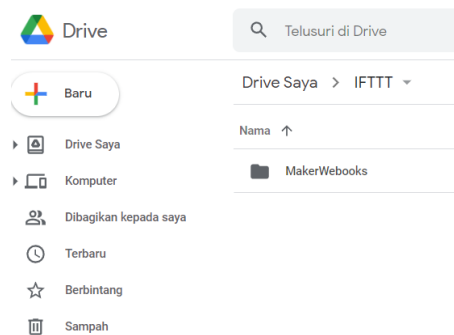 Drive
Telusuri di Drive
Baru
Drive Saya > IFTTT
Nama
Drive Saya
MakerWebooks
Komputer
Dibagikan kepada saya
Terbaru
Berbintang
Sampah